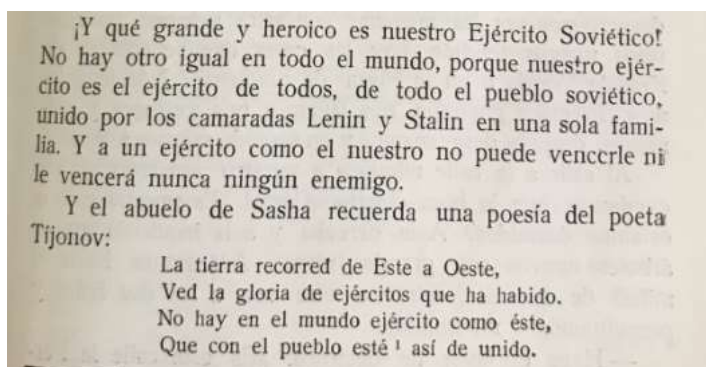 ¡Y qué grande y heroico es nuestro Ejército Soviético!
No hay otro igual en todo el mundo, porque nuestro ejér-
cito es el ejército de todos, de todo el pueblo soviético,
unido por los camaradas Lenin y Stalin en una sola fami-
lia. Y a un ejército como el nuestro no puede vencerle ni
le vencerá nunca ningún enemigo.
Y el abuelo de Sasha recuerda una poesía del poeta
Tijonov:
La tierra recorred de Este a Oeste,
Ved la gloria de ejércitos que ha habido.
No hay en el mundo ejército como éste,
Que con el pueblo esté ¹ así de unido.